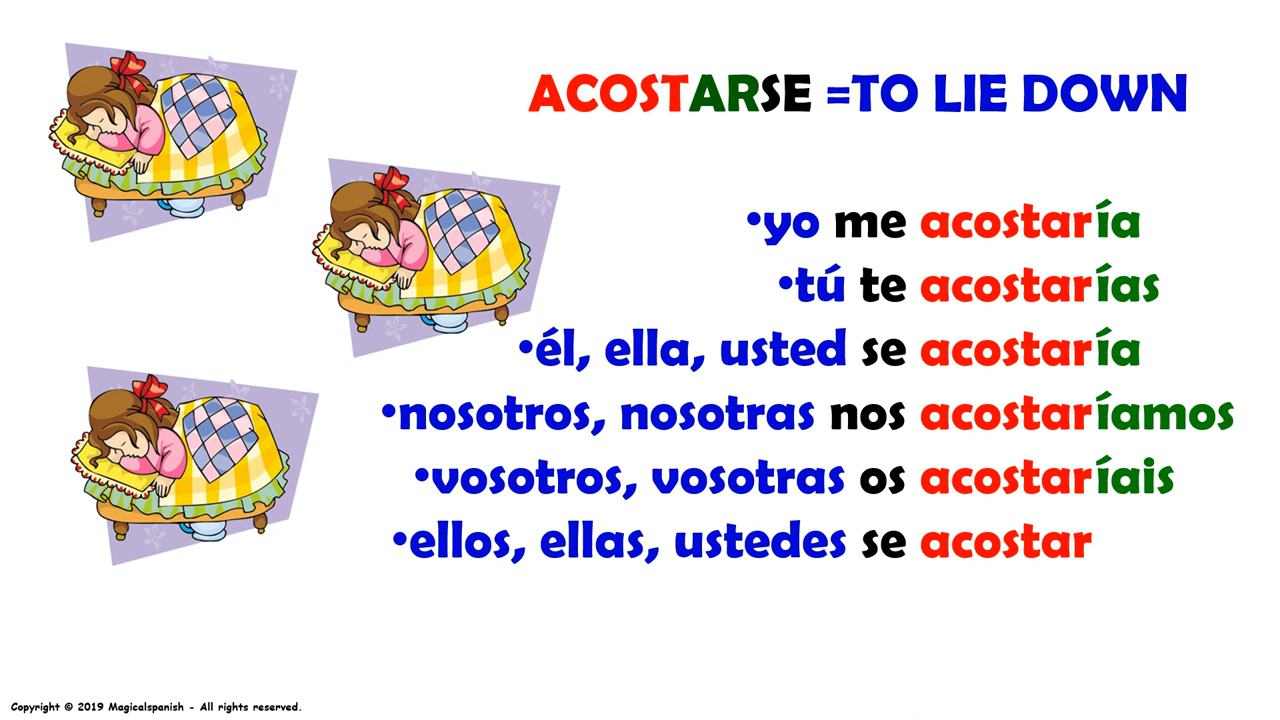 ACOSTARSE =TO LIE DOWN
•yo me acostaría
•tú te acostarías
•él, ella, usted se acostaría
•nosotros, nosotras nos acostaríamos
•vosotros, vosotras os acostaríais
•ellos, ellas, ustedes se acostar
Copyright © 2019 Magicalspanish - All rights reserved.